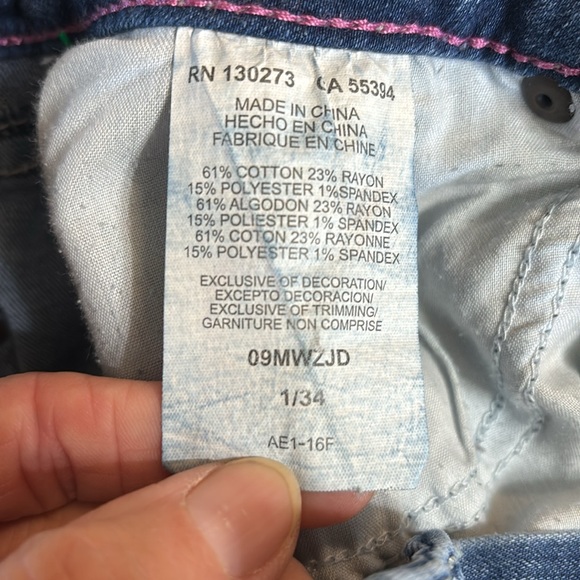 RN 130273 CA 55394
MADE IN CHINA
HECHO EN CHINA
FABRIQUE EN CHINE
61% COTTON 23% RAYON
15% POLYESTER 1% SPANDEX
61% ALGODON 23% RAYON
15% POLIESTER 1% SPANDEX
61% COTON 23% RAYONNE
15% POLYESTER 1% SPANDEX
EXCLUSIVE OF DECORATION/
EXCEPTO DECORACION/
EXCLUSIVE OF TRIMMING/
GARNITURE NON COMPRISE
09MWZJD
1/34
AE1-16F